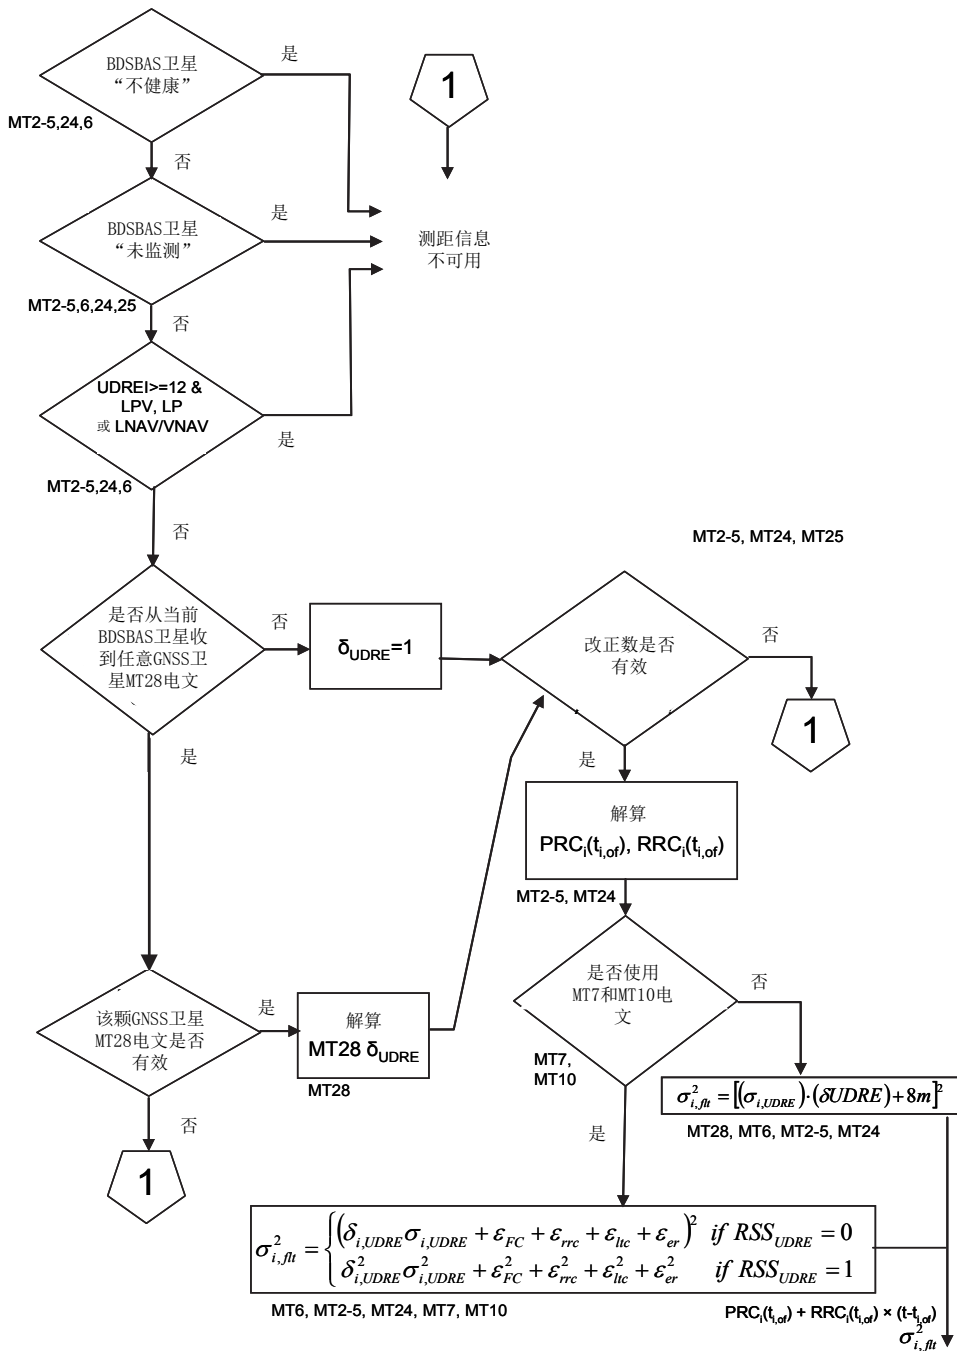 BDSBAS卫星
“不健康”
是
MT2-5,24,6
否
1
BDSBAS卫星
“未监测”
是
测距信息
不可用
MT2-5,6,24,25
否
UDREI>=12 &
LPV, LP
或 LNAV/VNAV
是
MT2-5,24,6
否
MT2-5, MT24, MT25
是否从当前
BDSBAS卫星收
到任意GNSS卫
星MT28电文
否
δUDRE=1
改正数是否
有效
否
1
是
是
解算
PRCi(ti,of), RRCi(ti,of)
MT2-5, MT24
是否使用
MT7和MT10电
文
否
MT7,
MT10
该颗GNSS卫星
MT28电文是否
有效
是
解算
MT28 δUDRE
MT28
否
1
σ²i,flt = [(σi,UDRE)·(δUDRE)+8m]²
MT28, MT6, MT2-5, MT24
是
σ²i,flt = { (δi,UDRE σi,UDRE + εFC + εrrc + εltc + εer)² if RSSUDRE = 0
δ²i,UDRE σ²i,UDRE + ε²FC + ε²rrc + ε²ltc + ε²er if RSSUDRE = 1
MT6, MT2-5, MT24, MT7, MT10
PRCi(ti,of) + RRCi(ti,of) × (t-ti,of)
σ²i,flt